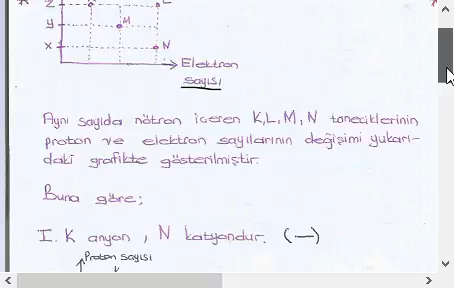 Z L
y M
x N
Elektron
sayısı
Aynı sayıda nötron içeren K,L,M,N taneciklerinin
proton ve elektron sayılarının değişimi yukarı-
daki grafikte gösterilmiştir.
Buna göre;
I. K anyon, N katyondur. (—)
Proton sayısı